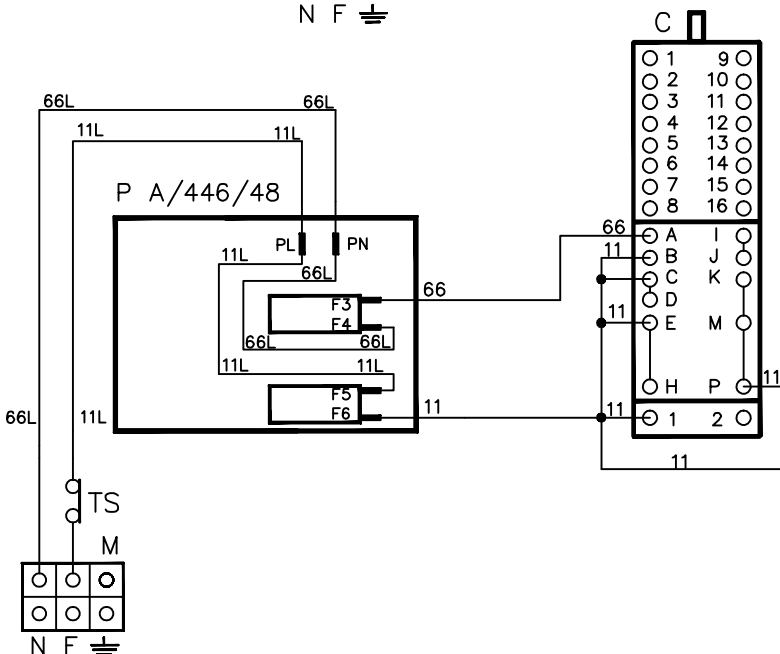 N F
C
1 9
2 10
3 11
4 12
5 13
6 14
7 15
8 16
66L 66L
11L 11L
P A/446/48
PL PN
11L
66L
F3 66
F4
66L 66L
11L 11L
F5
F6 11
66 A I
11 B J
C K
D
11 E M
H P 11
11 1 2
11
66L 11L
TS
M
N F